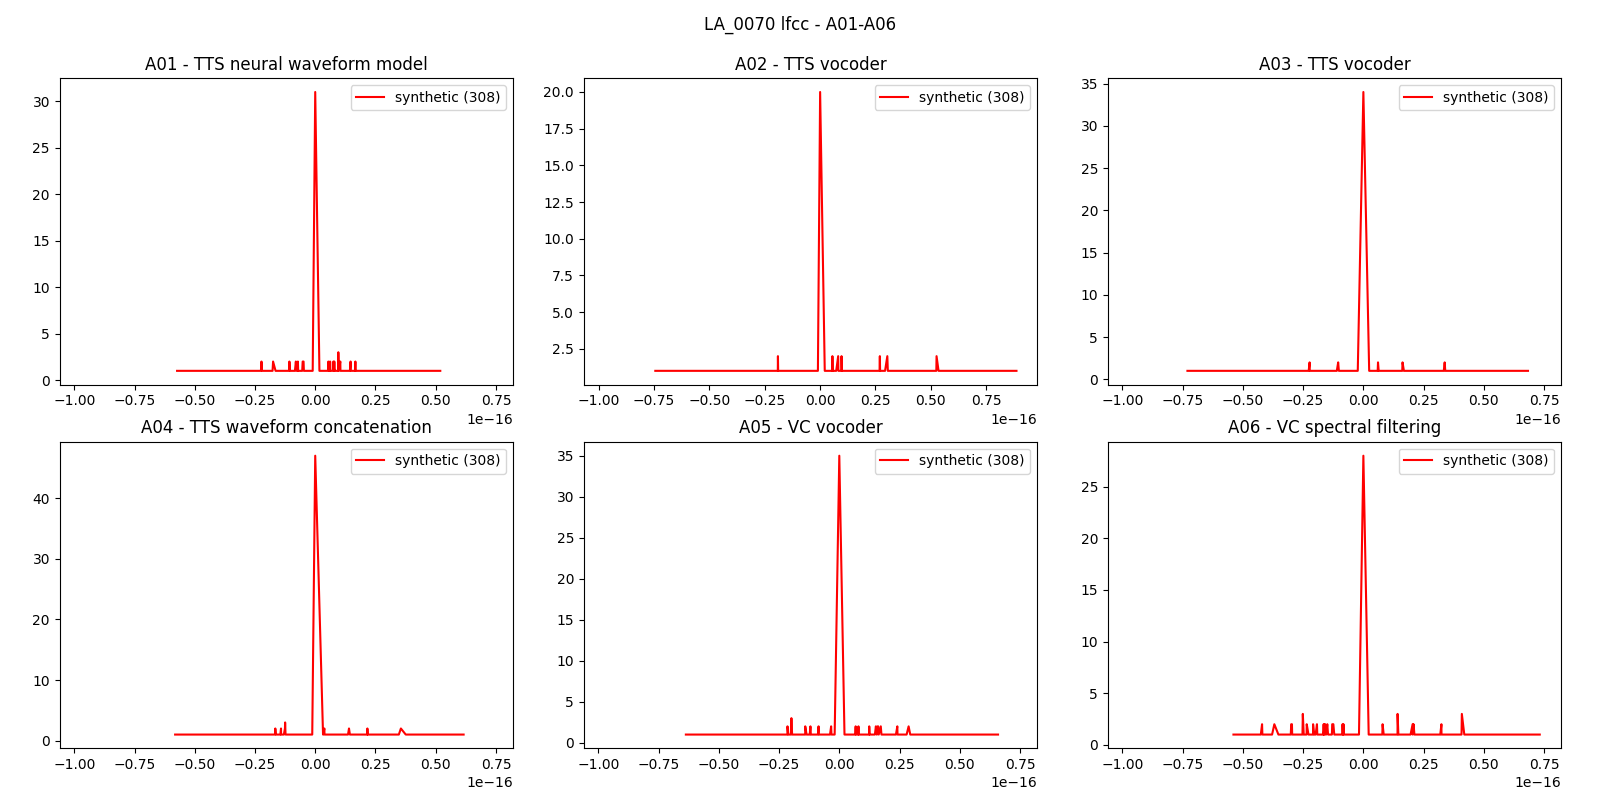 LA_0070 lfcc - A01-A06
A01 - TTS neural waveform model
synthetic (308)
30
25
20
15
10
5
0
−1.00 −0.75 −0.50 −0.25 0.00 0.25 0.50 0.75
1e−16
A02 - TTS vocoder
synthetic (308)
20.0
17.5
15.0
12.5
10.0
7.5
5.0
2.5
−1.00 −0.75 −0.50 −0.25 0.00 0.25 0.50 0.75
1e−16
A03 - TTS vocoder
synthetic (308)
35
30
25
20
15
10
5
0
−1.00 −0.75 −0.50 −0.25 0.00 0.25 0.50 0.75
1e−16
A04 - TTS waveform concatenation
synthetic (308)
40
30
20
10
0
−1.00 −0.75 −0.50 −0.25 0.00 0.25 0.50 0.75
1e−16
A05 - VC vocoder
synthetic (308)
35
30
25
20
15
10
5
0
−1.00 −0.75 −0.50 −0.25 0.00 0.25 0.50 0.75
1e−16
A06 - VC spectral filtering
synthetic (308)
25
20
15
10
5
0
−1.00 −0.75 −0.50 −0.25 0.00 0.25 0.50 0.75
1e−16